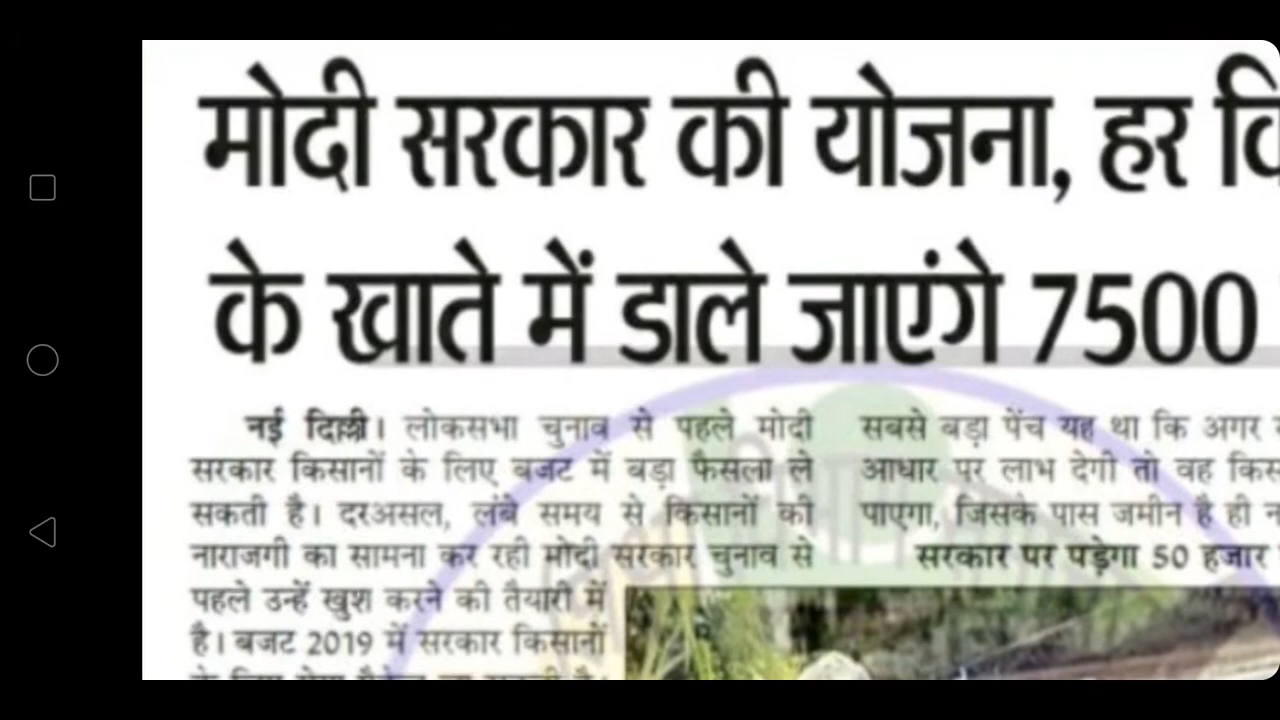 मोदी सरकार की योजना, हर
के खाते में डाले जाएंगे 7500
नई दिल्ली। लोकसभा चुनाव से पहले मोदी
सरकार किसानों के लिए बजट में बड़ा फैसला ले
सकती है। दरअसल, लंबे समय से किसानों की
नाराजगी का सामना कर रही मोदी सरकार चुनाव से
पहले उन्हें खुश करने की तैयारी में
है। बजट 2019 में सरकार किसानों
सबसे बड़ा पेंच यह था कि अगर
आधार पर लाभ देगी तो वह
पाएगा, जिसके पास जमीन है ही
सरकार पर पड़ेगा 50 हजार